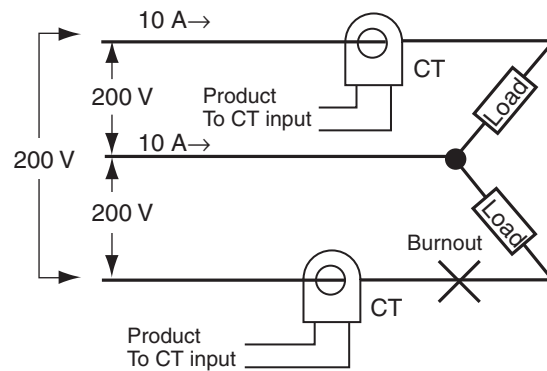 10 A→
CT
200 V
Product
To CT input
Load
10 A→
200 V
200 V
Load
Burnout
CT
Product
To CT input